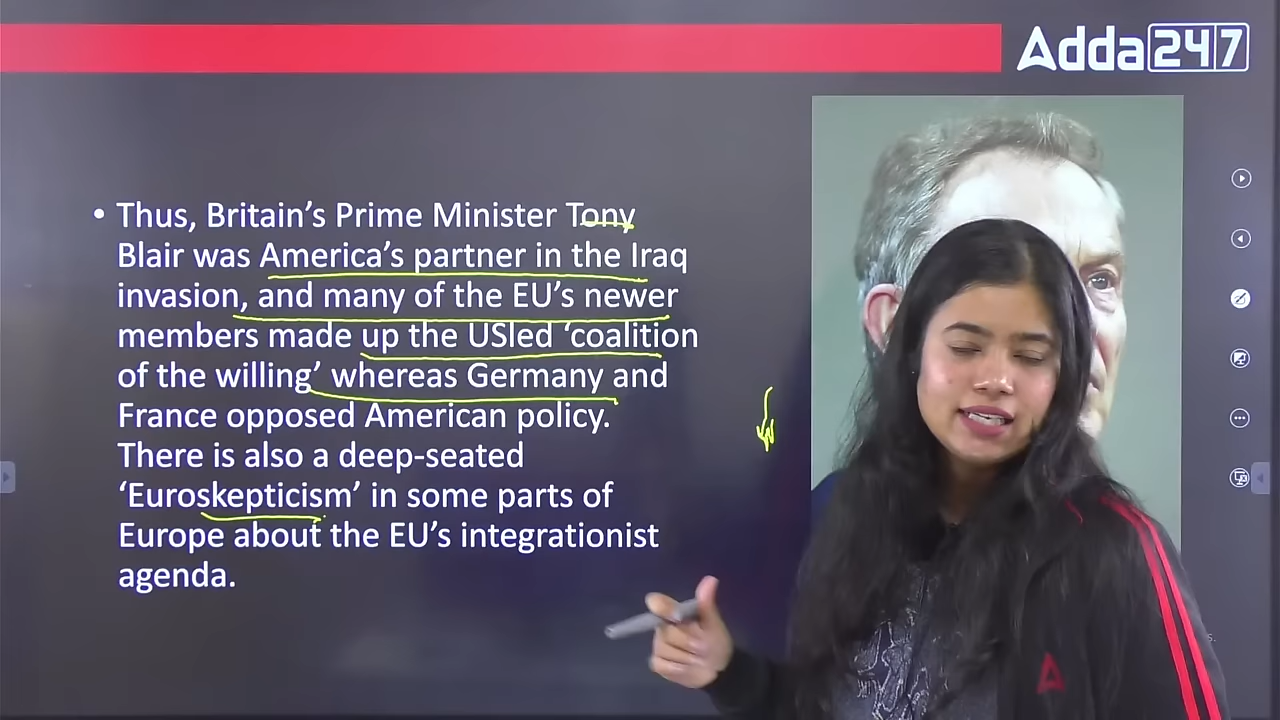 Adda247
• Thus, Britain’s Prime Minister Tony
Blair was America’s partner in the Iraq
invasion, and many of the EU’s newer
members made up the USled ‘coalition
of the willing’ whereas Germany and
France opposed American policy.
There is also a deep-seated
‘Euroskepticism’ in some parts of
Europe about the EU’s integrationist
agenda.